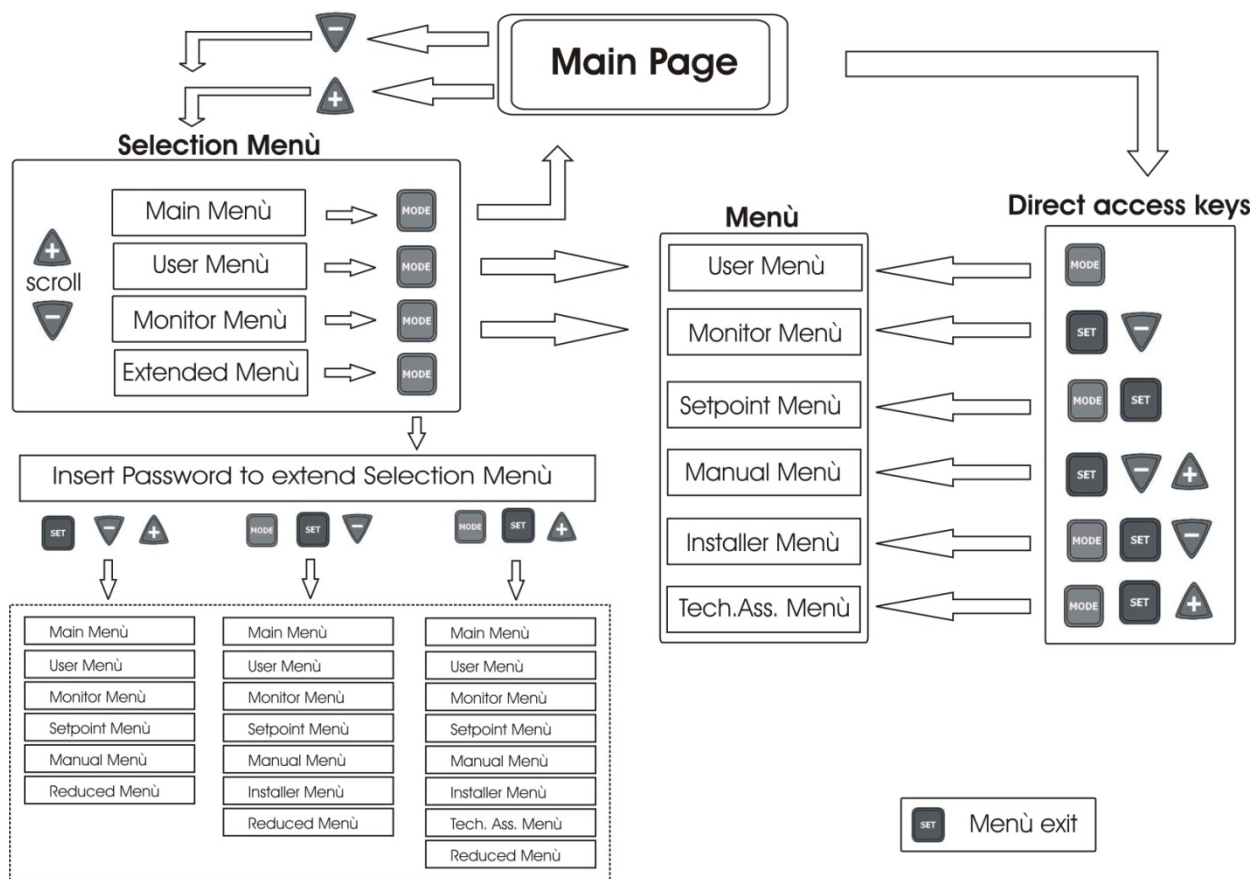 −
Main Page
+
Selection Menù
Main Menù
MODE
+
scroll
−
User Menù
MODE
Monitor Menù
MODE
Extended Menù
MODE
Insert Password to extend Selection Menù
SET − +
MODE SET −
MODE SET +
Main Menù
User Menù
Monitor Menù
Setpoint Menù
Manual Menù
Reduced Menù
Main Menù
User Menù
Monitor Menù
Setpoint Menù
Manual Menù
Installer Menù
Reduced Menù
Main Menù
User Menù
Monitor Menù
Setpoint Menù
Manual Menù
Installer Menù
Tech. Ass. Menù
Reduced Menù
Menù
User Menù
Monitor Menù
Setpoint Menù
Manual Menù
Installer Menù
Tech.Ass. Menù
Direct access keys
MODE
SET −
MODE SET
SET − +
MODE SET −
MODE SET +
SET Menù exit